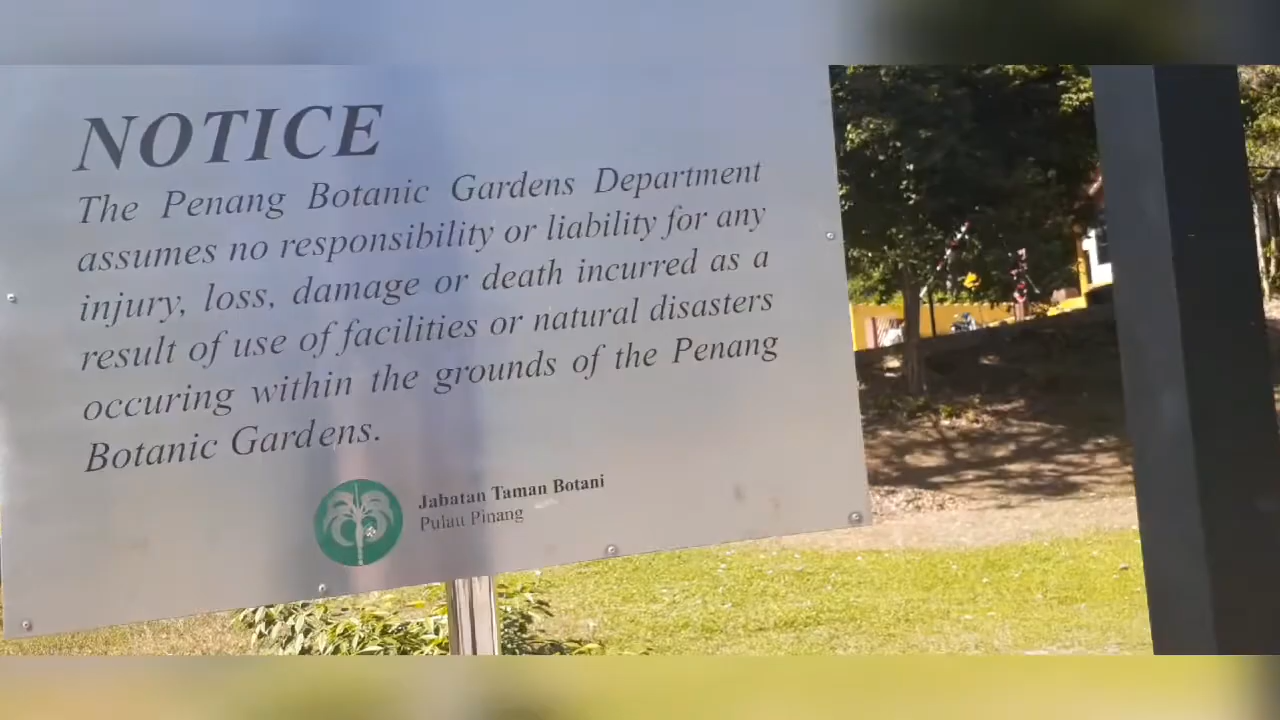 NOTICE
The Penang Botanic Gardens Department
assumes no responsibility or liability for any
injury, loss, damage or death incurred as a
result of use of facilities or natural disasters
occuring within the grounds of the Penang
Botanic Gardens.
Jabatan Taman Botani
Pulau Pinang